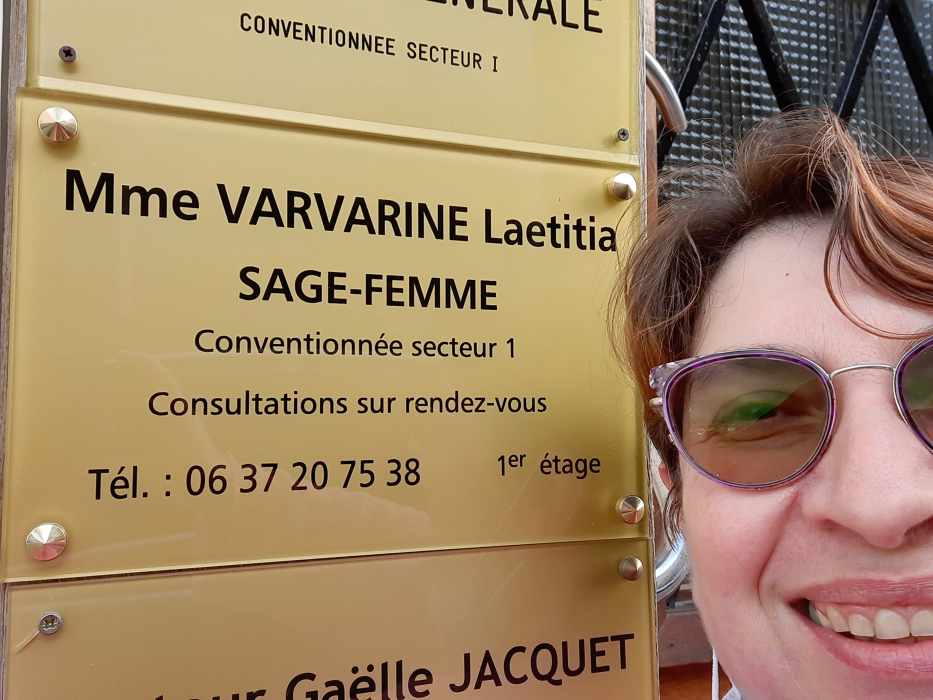 GÉNÉRALE
CONVENTIONNEE SECTEUR I
Mme VARVARINE Laetitia
SAGE-FEMME
Conventionnée secteur 1
Consultations sur rendez-vous
Tél. : 06 37 20 75 38 1er étage
Gaëlle JACQUET